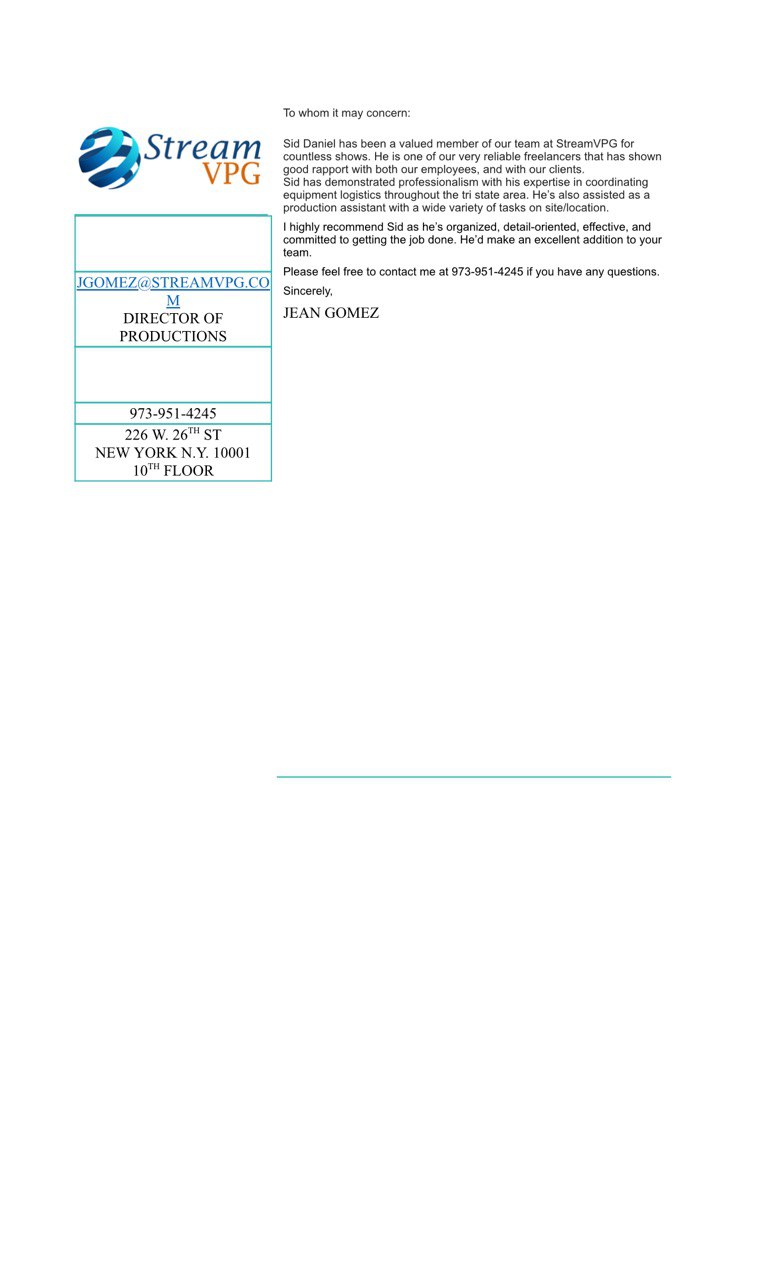 Stream
VPG
JGOMEZ@STREAMVPG.CO
M
DIRECTOR OF
PRODUCTIONS
973-951-4245
226 W. 26TH ST
NEW YORK N.Y. 10001
10TH FLOOR
To whom it may concern:
Sid Daniel has been a valued member of our team at StreamVPG for
countless shows. He is one of our very reliable freelancers that has shown
good rapport with both our employees, and with our clients.
Sid has demonstrated professionalism with his expertise in coordinating
equipment logistics throughout the tri state area. He’s also assisted as a
production assistant with a wide variety of tasks on site/location.
I highly recommend Sid as he’s organized, detail-oriented, effective, and
committed to getting the job done. He’d make an excellent addition to your
team.
Please feel free to contact me at 973-951-4245 if you have any questions.
Sincerely,
JEAN GOMEZ